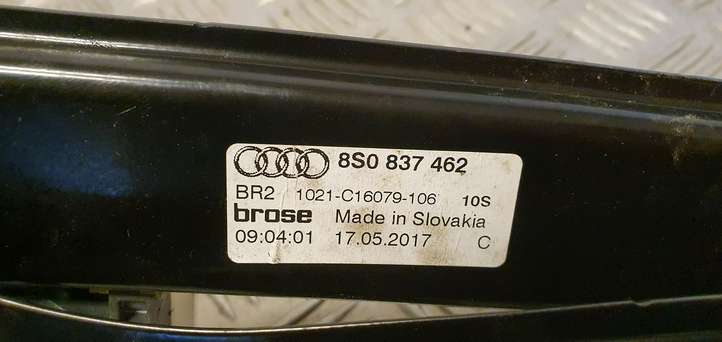 8S0 837 462
BR2 1021-C16079-106 10S
brose Made in Slovakia
09:04:01 17.05.2017 C